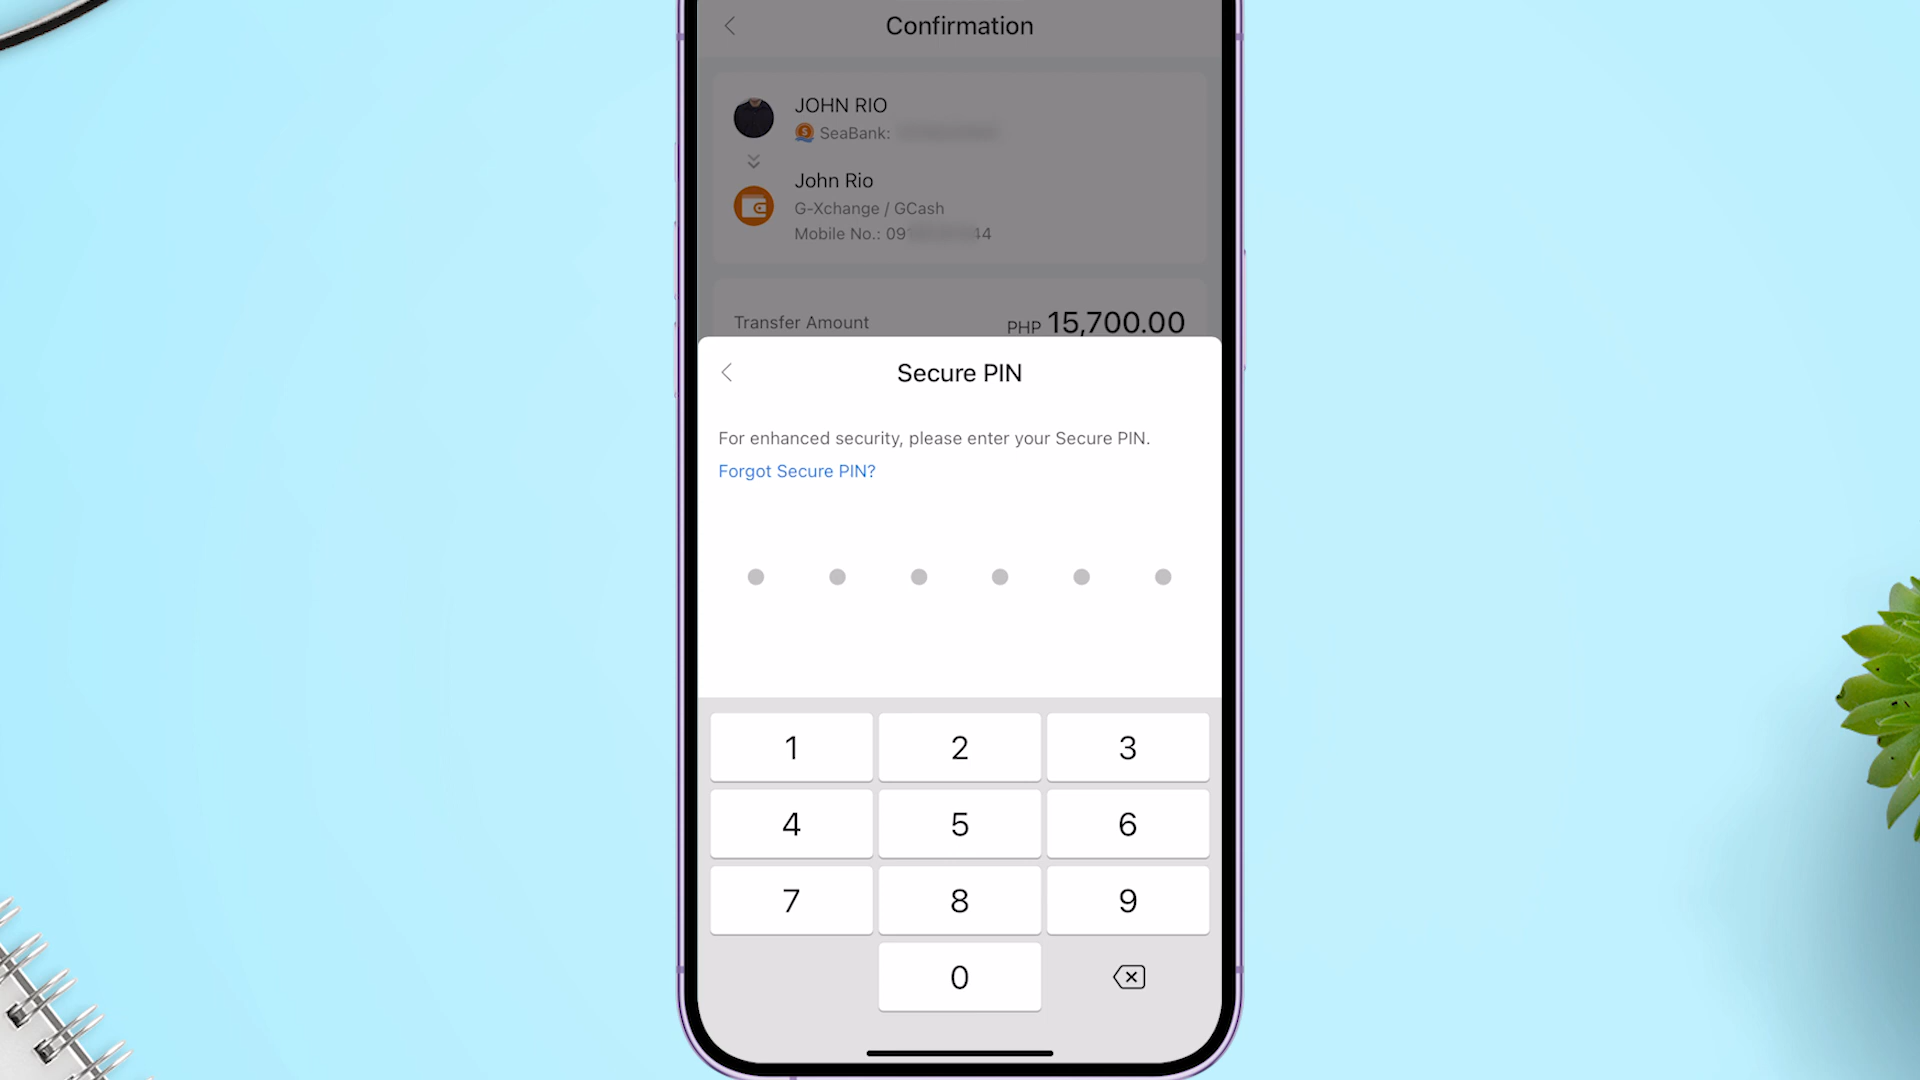 Confirmation
JOHN RIO
SeaBank:
John Rio
G-Xchange / GCash
Mobile No.: 09 44
Transfer Amount PHP 15,700.00
Secure PIN
For enhanced security, please enter your Secure PIN.
Forgot Secure PIN?
1 2 3
4 5 6
7 8 9
0